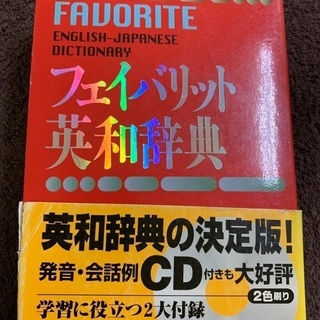 FAVORITE
ENGLISH-JAPANESE
DICTIONARY
フェイバリット
英和辞典
英和辞典の決定版!
発音・会話例CD付きも大好評
2色刷り
学習に役立つ2大付録